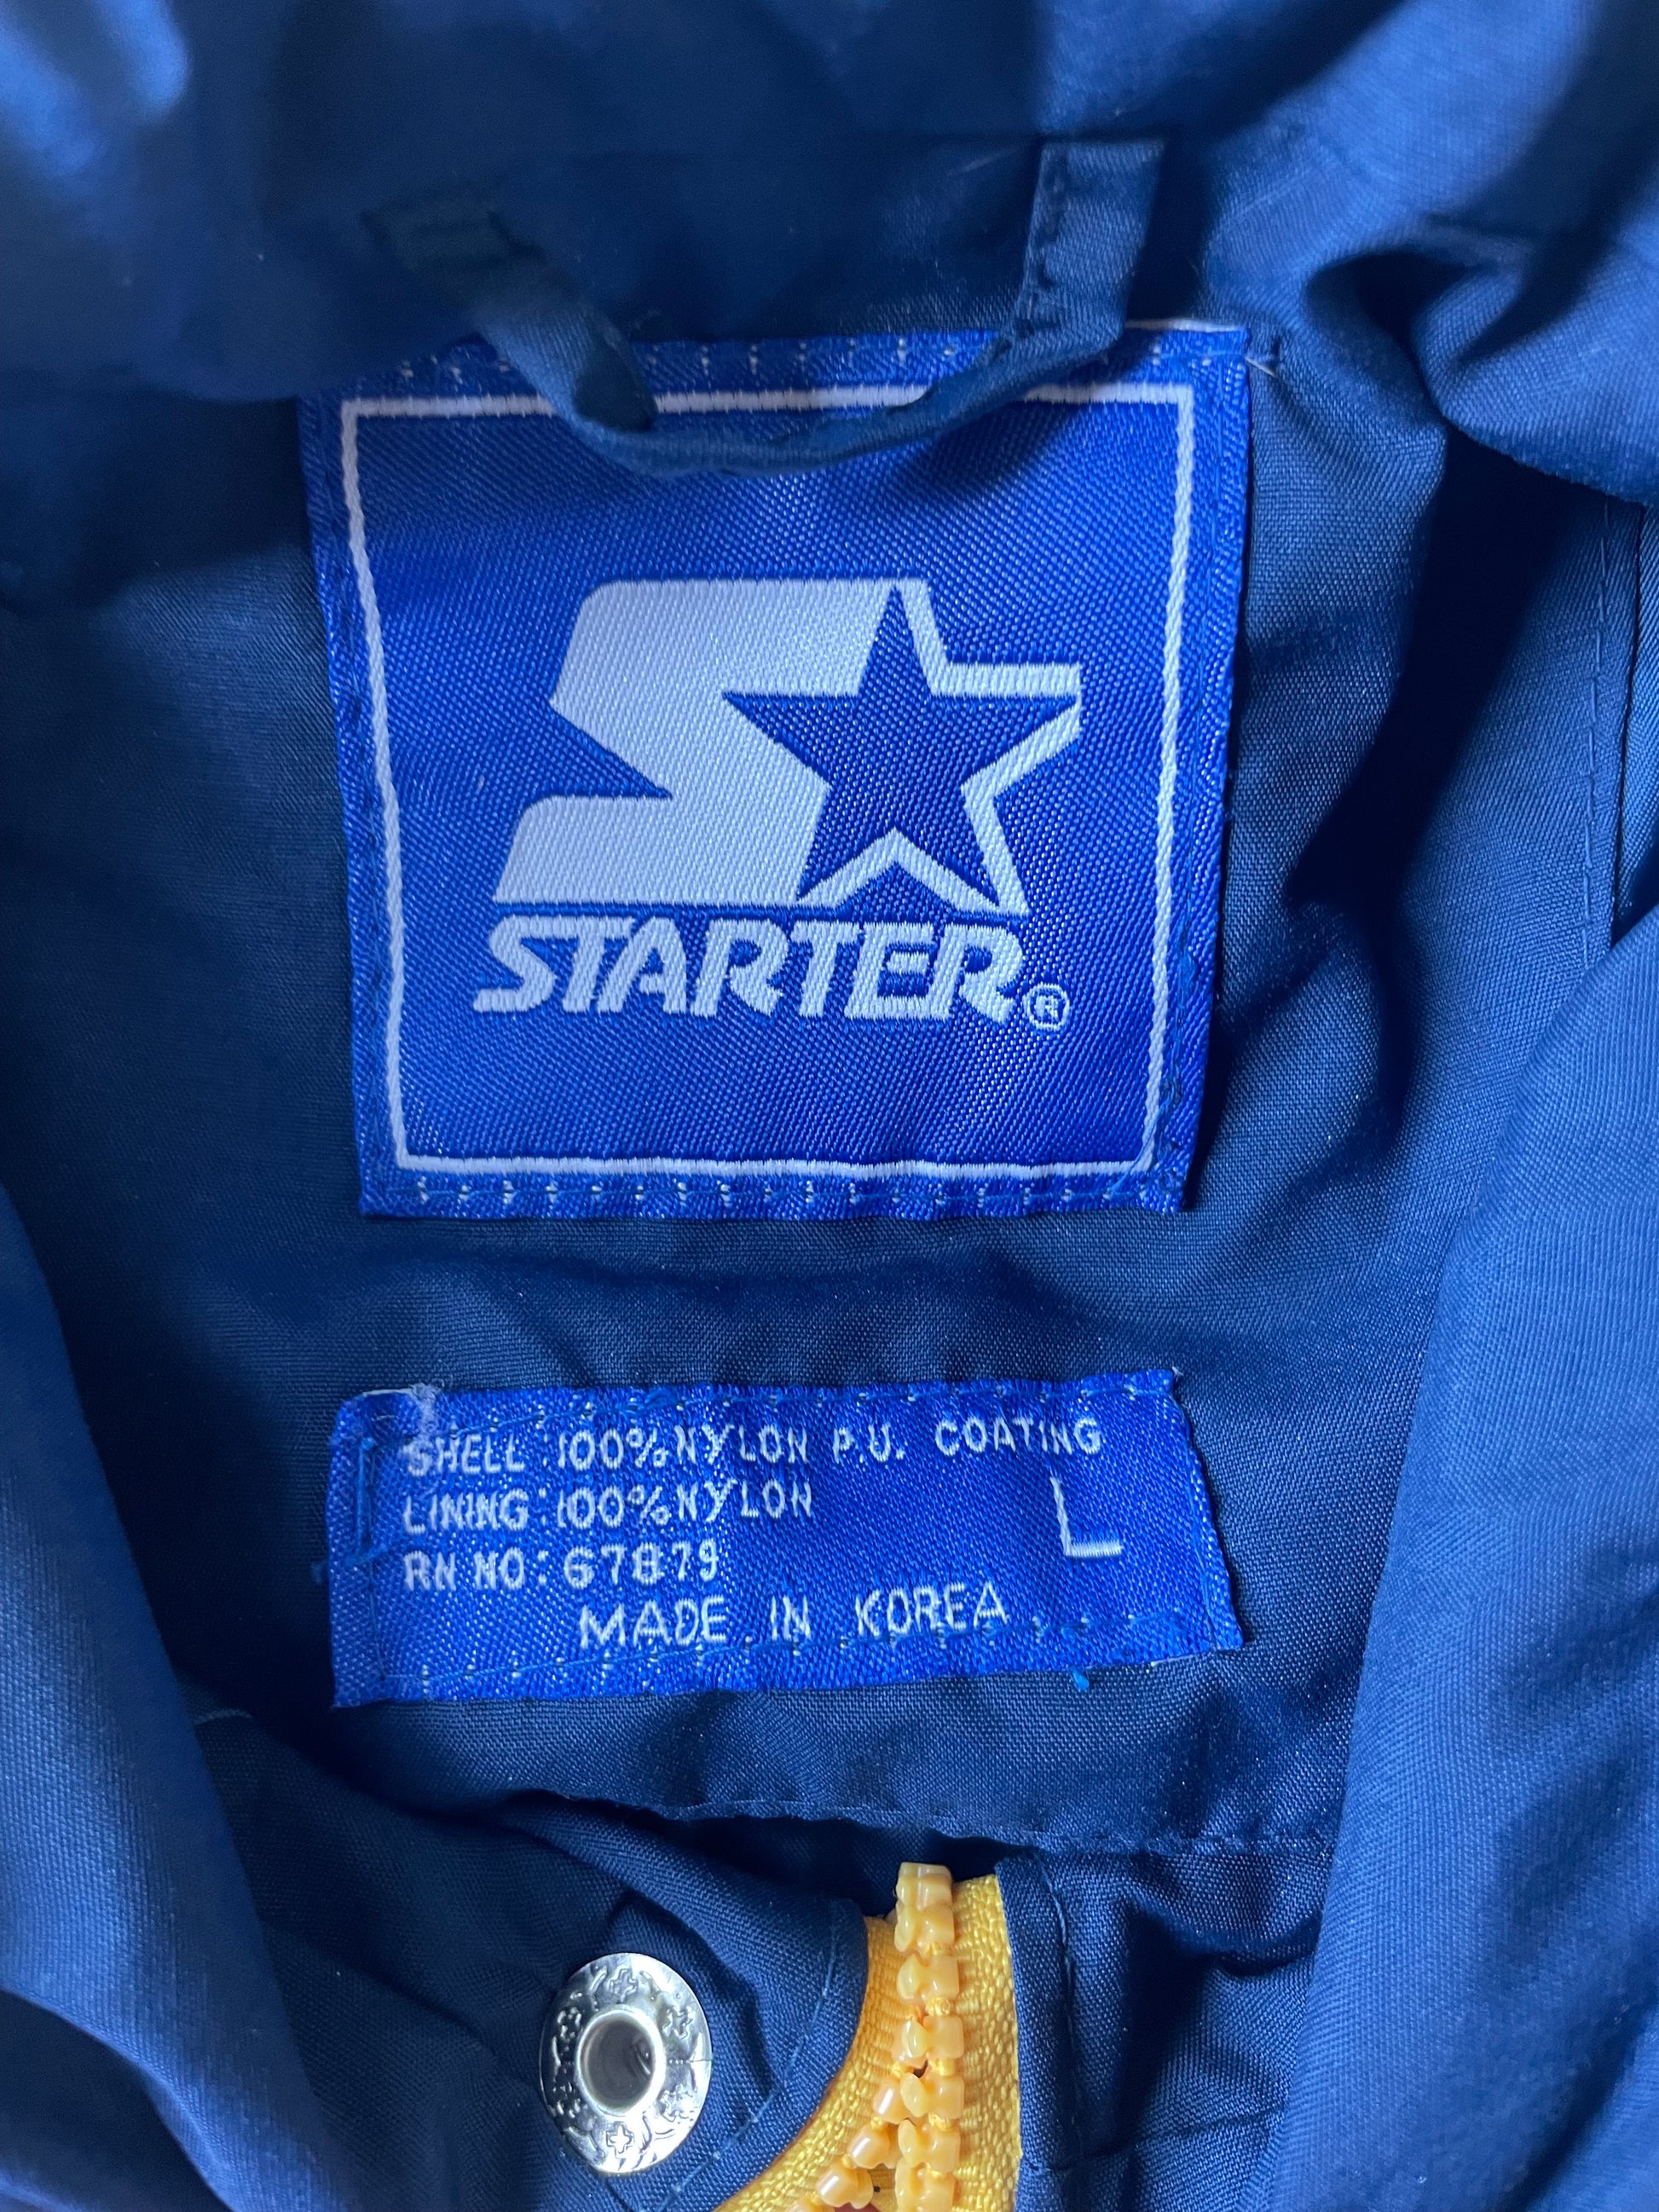 STARTER®
SHELL : 100% NYLON P.U. COATING
LINING : 100% NYLON
L
RN NO : 67879
MADE IN KOREA